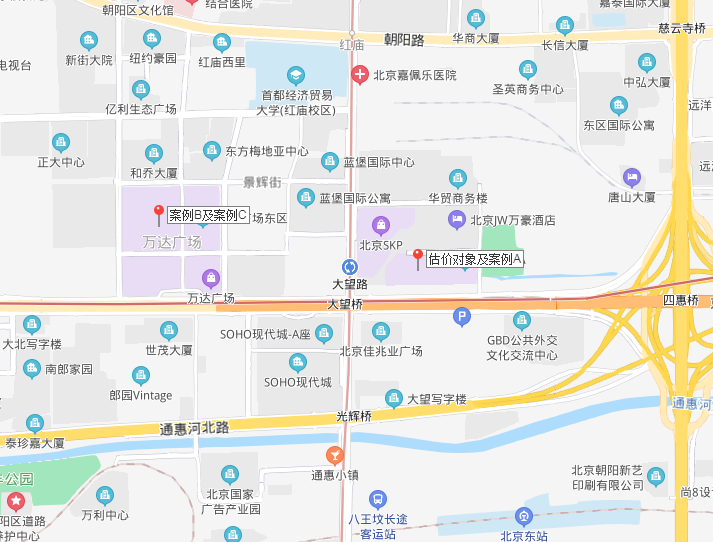 朝阳区文化馆
结合医院
嘉泰国际大厦
慈云寺桥
红庙
朝阳路
华商大厦
长信大厦
新街大院
纽约豪园
红庙西里
电视台
北京嘉佩乐医院
圣英商务中心
中弘大厦
首都经济贸易
大学(红庙校区)
亿利生态广场
东区国际公寓
远洋
正大中心
和乔大厦
东方梅地亚中心
蓝堡国际中心
远洋
景辉街
蓝堡国际公寓
华贸商务楼
唐山大厦
案例B及案例C
场东区
北京JW万豪酒店
万达广场
北京SKP
估价对象及案例A
大望路
万达广场
大望桥
四惠桥
大北写字楼
世茂大厦
SOHO现代城-A座
北京佳兆业广场
GBD公共外交
文化交流中心
南郎家园
郎园Vintage
SOHO现代城
大望写字楼
光辉桥
通惠河
通惠河北路
泰珍嘉大厦
通惠小镇
公园
万利中心
北京国家
广告产业园
北京朝阳新艺
印刷有限公司
尚8设
阳区道路
养护中心
八王坟长途
客运站
北京东站